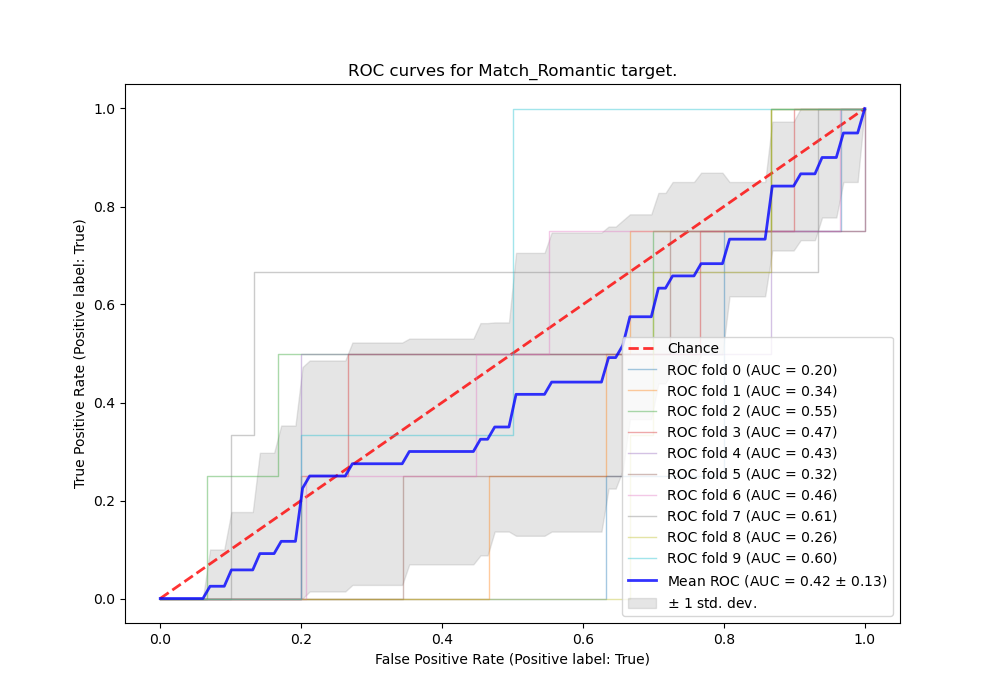 ROC curves for Match_Romantic target.
True Positive Rate (Positive label: True)
1.0
0.8
0.6
0.4
0.2
0.0
Chance
ROC fold 0 (AUC = 0.20)
ROC fold 1 (AUC = 0.34)
ROC fold 2 (AUC = 0.55)
ROC fold 3 (AUC = 0.47)
ROC fold 4 (AUC = 0.43)
ROC fold 5 (AUC = 0.32)
ROC fold 6 (AUC = 0.46)
ROC fold 7 (AUC = 0.61)
ROC fold 8 (AUC = 0.26)
ROC fold 9 (AUC = 0.60)
Mean ROC (AUC = 0.42 ± 0.13)
± 1 std. dev.
0.0 0.2 0.4 0.6 0.8 1.0
False Positive Rate (Positive label: True)